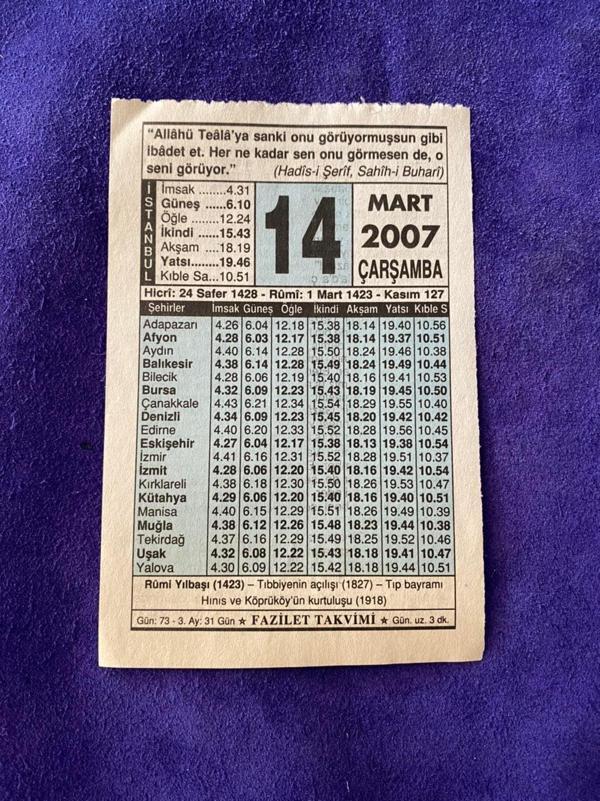 “Allâhü Teâlâ'ya sanki onu görüyormuşsun gibi
ibâdet et. Her ne kadar sen onu görmesen de, o
seni görüyor.” (Hadîs-i Şerîf, Sahîh-i Buharî)
İSTANBUL
İmsak ........4.31
Güneş ......6.10
Öğle ........12.24
İkindi ......15.43
Akşam ....18.19
Yatsı........19.46
Kıble Sa...10.51
14
MART
2007
ÇARŞAMBA
Hicrî: 24 Safer 1428 - Rûmî: 1 Mart 1423 - Kasım 127
Şehirler İmsak Güneş Öğle İkindi Akşam Yatsı Kıble S
Adapazarı 4.26 6.04 12.18 15.38 18.14 19.40 10.56
Afyon 4.28 6.03 12.17 15.38 18.14 19.37 10.51
Aydın 4.40 6.14 12.28 15.50 18.24 19.46 10.38
Balıkesir 4.38 6.14 12.28 15.49 18.24 19.49 10.44
Bilecik 4.28 6.06 12.19 15.40 18.16 19.41 10.53
Bursa 4.32 6.09 12.23 15.43 18.19 19.45 10.50
Çanakkale 4.43 6.21 12.34 15.54 18.29 19.55 10.40
Denizli 4.34 6.09 12.23 15.45 18.20 19.42 10.42
Edirne 4.40 6.20 12.33 15.52 18.28 19.56 10.45
Eskişehir 4.27 6.04 12.17 15.38 18.13 19.38 10.54
İzmir 4.41 6.16 12.31 15.52 18.28 19.51 10.37
İzmit 4.28 6.06 12.20 15.40 18.16 19.42 10.54
Kırklareli 4.38 6.18 12.30 15.50 18.26 19.53 10.47
Kütahya 4.29 6.06 12.20 15.40 18.16 19.40 10.51
Manisa 4.40 6.15 12.29 15.51 18.26 19.49 10.39
Muğla 4.38 6.12 12.26 15.48 18.23 19.44 10.38
Tekirdağ 4.37 6.16 12.29 15.49 18.25 19.52 10.46
Uşak 4.32 6.08 12.22 15.43 18.18 19.41 10.47
Yalova 4.30 6.09 12.22 15.42 18.18 19.44 10.51
Rûmî Yılbaşı (1423) – Tıbbiyenin açılışı (1827) – Tıp bayramı
Hınıs ve Köprüköy'ün kurtuluşu (1918)
Gün: 73 - 3. Ay: 31 Gün ★ FAZİLET TAKVİMİ ★ Gün. uz. 3 dk.